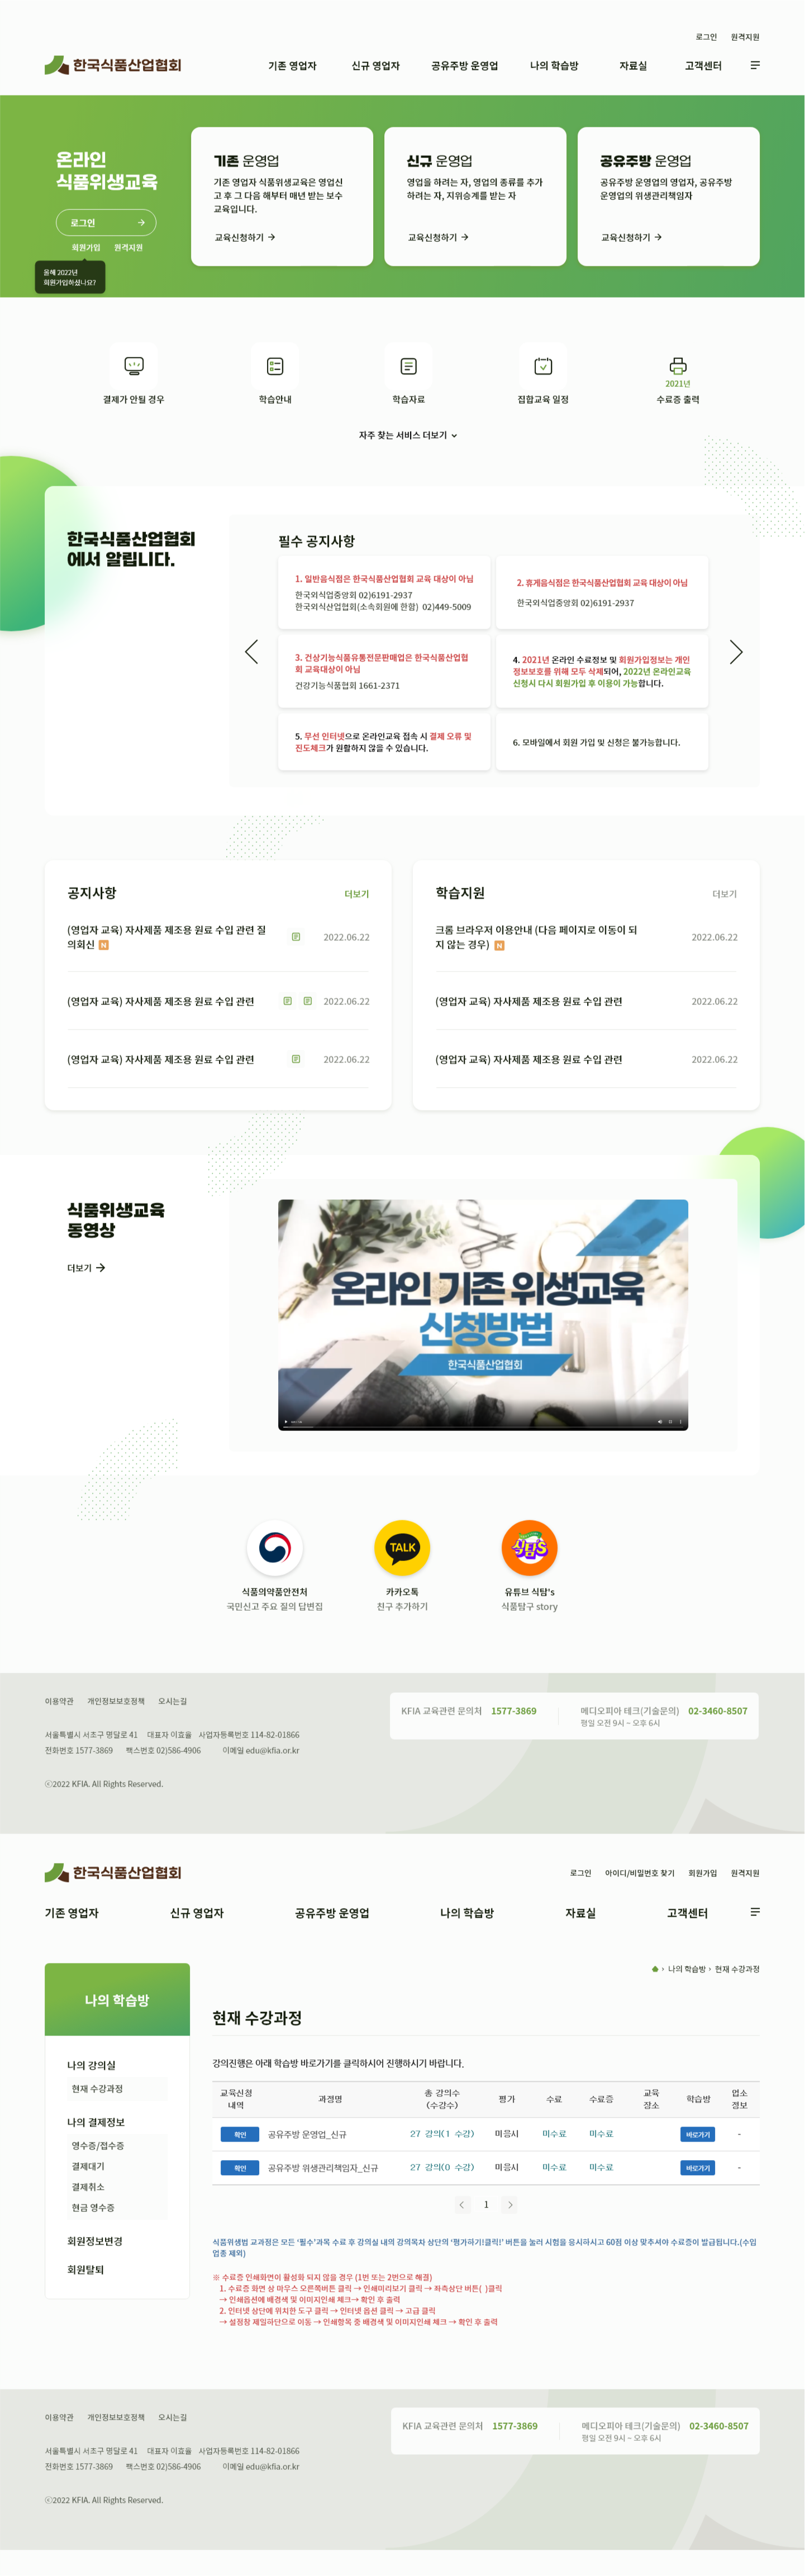 로그인 원격지원
한국식품산업협회
기존 영업자 신규 영업자 공유주방 운영업 나의 학습방 자료실 고객센터
온라인
식품위생교육
로그인
회원가입 원격지원
올해 2022년
회원가입하셨나요?
기존 운영업
기존 영업자 식품위생교육은 영업신
고 후 그 다음 해부터 매년 받는 보수
교육입니다.
교육신청하기
신규 운영업
영업을 하려는 자, 영업의 종류를 추가
하려는 자, 지위승계를 받는 자
교육신청하기
공유주방 운영업
공유주방 운영업의 영업자, 공유주방
운영업의 위생관리책임자
교육신청하기
결제가 안될 경우
학습안내
학습자료
집합교육 일정
2021년
수료증 출력
자주 찾는 서비스 더보기
한국식품산업협회
에서 알립니다.
필수 공지사항
1. 일반음식점은 한국식품산업협회 교육 대상이 아님
한국외식업중앙회 02)6191-2937
한국외식산업협회(소속회원에 한함) 02)449-5009
2. 휴게음식점은 한국식품산업협회 교육 대상이 아님
한국외식업중앙회 02)6191-2937
3. 건상기능식품유통전문판매업은 한국식품산업협
회 교육대상이 아님
건강기능식품협회 1661-2371
4. 2021년 온라인 수료정보 및 회원가입정보는 개인
정보보호를 위해 모두 삭제되어, 2022년 온라인교육
신청시 다시 회원가입 후 이용이 가능합니다.
5. 무선 인터넷으로 온라인교육 접속 시 결제 오류 및
진도체크가 원활하지 않을 수 있습니다.
6. 모바일에서 회원 가입 및 신청은 불가능합니다.
공지사항 더보기
(영업자 교육) 자사제품 제조용 원료 수입 관련 질
의회신 N 2022.06.22
(영업자 교육) 자사제품 제조용 원료 수입 관련 2022.06.22
(영업자 교육) 자사제품 제조용 원료 수입 관련 2022.06.22
학습지원 더보기
크롬 브라우저 이용안내 (다음 페이지로 이동이 되
지 않는 경우) N 2022.06.22
(영업자 교육) 자사제품 제조용 원료 수입 관련 2022.06.22
(영업자 교육) 자사제품 제조용 원료 수입 관련 2022.06.22
식품위생교육
동영상
더보기
온라인 기존 위생교육
신청방법
한국식품산업협회
TALK
식탐's
식품의약품안전처
국민신고 주요 질의 답변집
카카오톡
친구 추가하기
유튜브 식탐's
식품탐구 story
이용약관 개인정보보호정책 오시는길
서울특별시 서초구 명달로 41 대표자 이효율 사업자등록번호 114-82-01866
전화번호 1577-3869 팩스번호 02)586-4906 이메일 edu@kfia.or.kr
ⓒ2022 KFIA. All Rights Reserved.
KFIA 교육관련 문의처 1577-3869
메디오피아 테크(기술문의) 02-3460-8507
평일 오전 9시 ~ 오후 6시
한국식품산업협회
로그인 아이디/비밀번호 찾기 회원가입 원격지원
기존 영업자 신규 영업자 공유주방 운영업 나의 학습방 자료실 고객센터
나의 학습방 › 현재 수강과정
나의 학습방
나의 강의실
현재 수강과정
나의 결제정보
영수증/접수증
결제대기
결제취소
현금 영수증
회원정보변경
회원탈퇴
현재 수강과정
강의진행은 아래 학습방 바로가기를 클릭하시어 진행하시기 바랍니다.
교육신청
내역
과정명
총 강의수
(수강수)
평가
수료
수료증
교육
장소
학습방
업소
정보
확인 공유주방 운영업_신규 27 강의(1 수강) 미응시 미수료 미수료 바로가기 -
확인 공유주방 위생관리책임자_신규 27 강의(0 수강) 미응시 미수료 미수료 바로가기 -
1
식품위생법 교과정은 모든 '필수'과목 수료 후 강의실 내의 강의목차 상단의 '평가하기!클릭!' 버튼을 눌러 시험을 응시하시고 60점 이상 맞추셔야 수료증이 발급됩니다.(수입
업종 제외)
※ 수료증 인쇄화면이 활성화 되지 않을 경우 (1번 또는 2번으로 해결)
1. 수료증 화면 상 마우스 오른쪽버튼 클릭 → 인쇄미리보기 클릭 → 좌측상단 버튼( )클릭
→ 인쇄옵션에 배경색 및 이미지인쇄 체크→ 확인 후 출력
2. 인터넷 상단에 위치한 도구 클릭 → 인터넷 옵션 클릭 → 고급 클릭
→ 설정창 제일하단으로 이동 → 인쇄항목 중 배경색 및 이미지인쇄 체크 → 확인 후 출력
이용약관 개인정보보호정책 오시는길
서울특별시 서초구 명달로 41 대표자 이효율 사업자등록번호 114-82-01866
전화번호 1577-3869 팩스번호 02)586-4906 이메일 edu@kfia.or.kr
ⓒ2022 KFIA. All Rights Reserved.
KFIA 교육관련 문의처 1577-3869
메디오피아 테크(기술문의) 02-3460-8507
평일 오전 9시 ~ 오후 6시